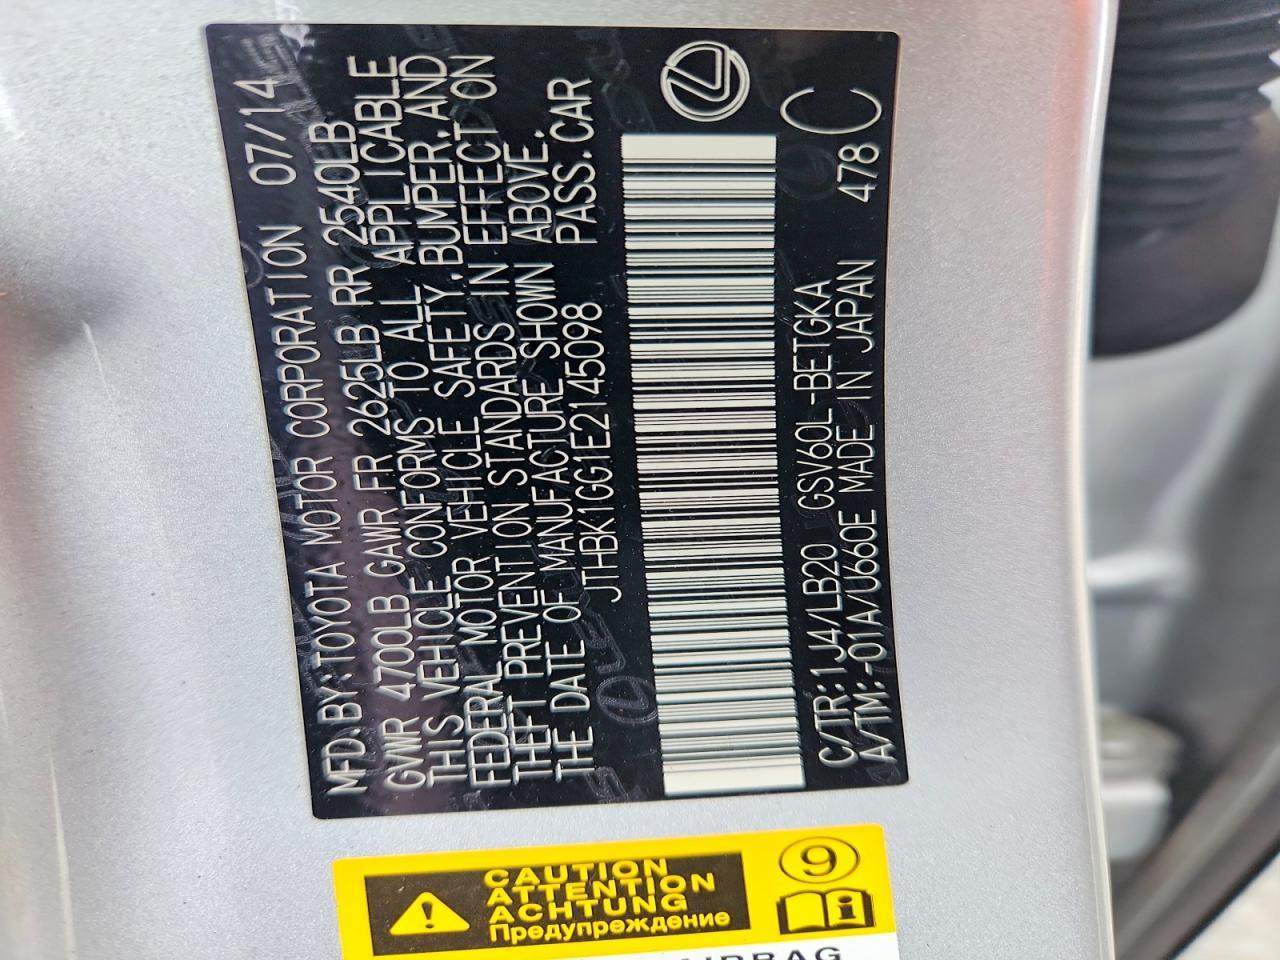 MFD.BY:TOYOTA MOTOR CORPORATION 07/14
GVWR 4700LB GAWR FR 2625LB RR 2540LB
THIS VEHICLE CONFORMS TO ALL APPLICABLE
FEDERAL MOTOR VEHICLE SAFETY,BUMPER,AND
THEFT PREVENTION STANDARDS IN EFFECT ON
THE DATE OF MANUFACTURE SHOWN ABOVE.
JTHBK1GG1E2145098 PASS.CAR
C/TR:1J4/LB20 GSV60L-BETGKA 478 C
A/TM:-01A/U660E MADE IN JAPAN
CAUTION
ATTENTION
ACHTUNG
Предупреждение
9
i
AIRBAG